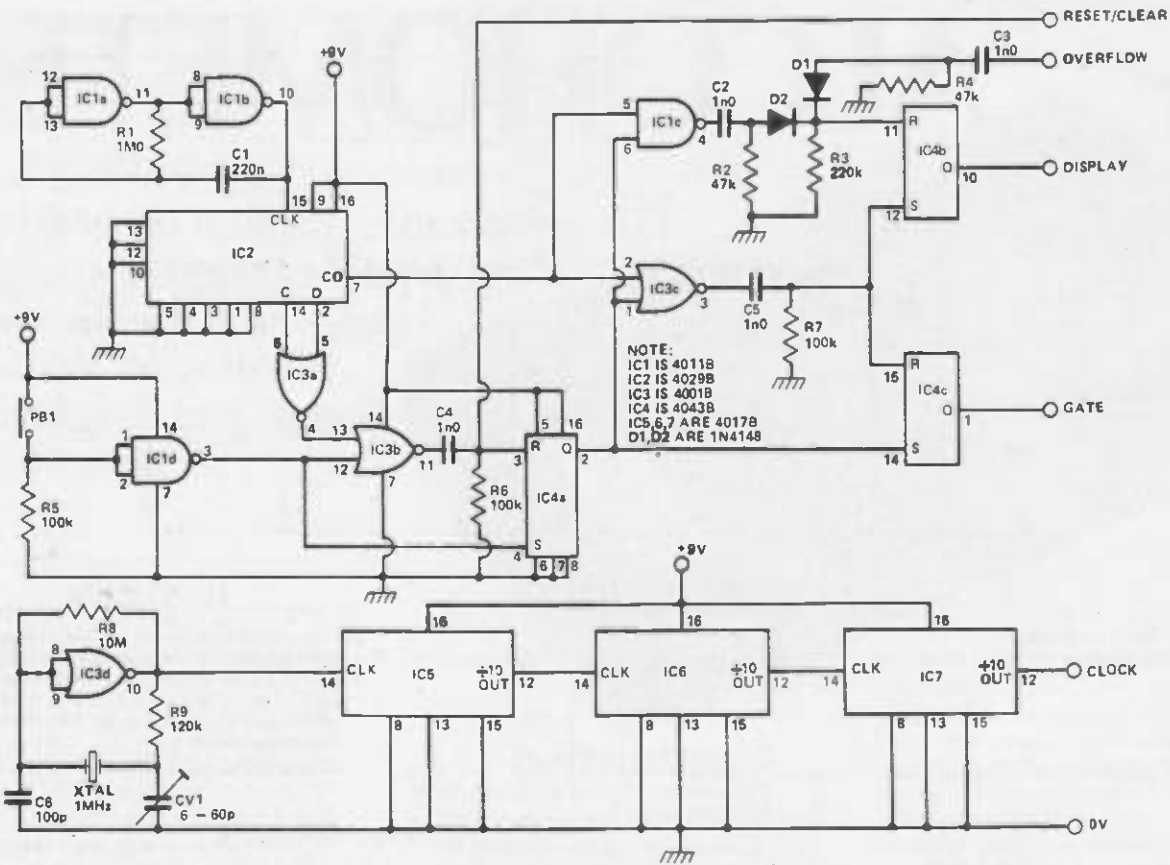 RESET/CLEAR
+9V
C3
1n0
OVERFLOW
D1
R4
47k
12
13
IC1a
11
8
9
IC1b
10
R1
1M0
C1
220n
5
6
IC1c
4
C2
1n0
D2
R2
47k
R3
220k
11
R
IC4b
Q
10
DISPLAY
S
12
15
9
16
CLK
13
12
10
IC2
CO
7
C
D
5
4
3
1
8
14
2
2
1
IC3c
3
C5
1n0
R7
100k
+9V
6
5
IC3a
4
NOTE:
IC1 IS 4011B
IC2 IS 4029B
IC3 IS 4001B
IC4 IS 4043B
IC5,6,7 ARE 4017B
D1,D2 ARE 1N4148
R
15
IC4c
Q
1
GATE
S
14
PB1
1
2
14
IC1d
3
7
R5
100k
14
13
12
IC3b
11
7
C4
1n0
R6
100k
5
16
R
3
Q
2
IC4a
S
4
6
7
8
+9V
R8
10M
8
9
IC3d
10
R9
120k
XTAL
1MHz
C6
100p
CV1
6 – 60p
16
CLK
14
IC5
÷10
OUT
12
8
13
15
16
CLK
14
IC6
÷10
OUT
12
8
13
15
16
CLK
14
IC7
÷10
OUT
12
CLOCK
8
13
15
0V